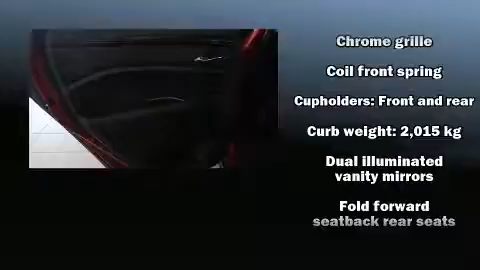 Chrome grille
Coil front spring
Cupholders: Front and rear
Curb weight: 2,015 kg
Dual illuminated
vanity mirrors
Fold forward
seatback rear seats